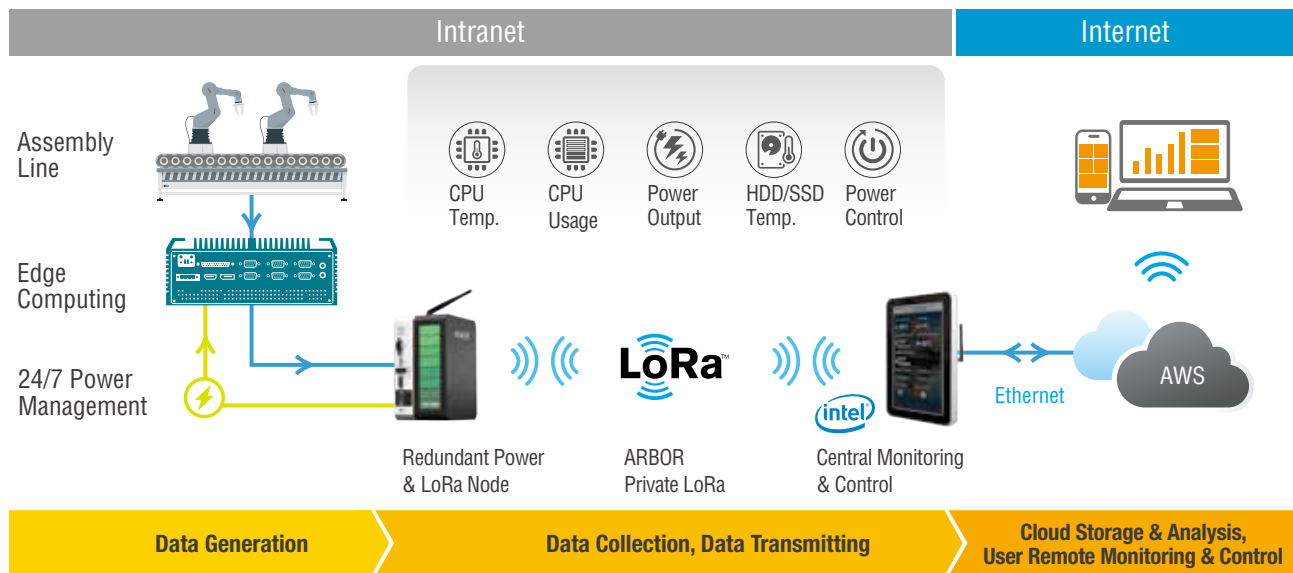 Intranet
Internet
Assembly
Line
CPU
Temp.
CPU
Usage
Power
Output
HDD/SSD
Temp.
Power
Control
Edge
Computing
24/7 Power
Management
LoRa™
intel
Ethernet
AWS
Redundant Power
& LoRa Node
ARBOR
Private LoRa
Central Monitoring
& Control
Data Generation
Data Collection, Data Transmitting
Cloud Storage & Analysis,
User Remote Monitoring & Control